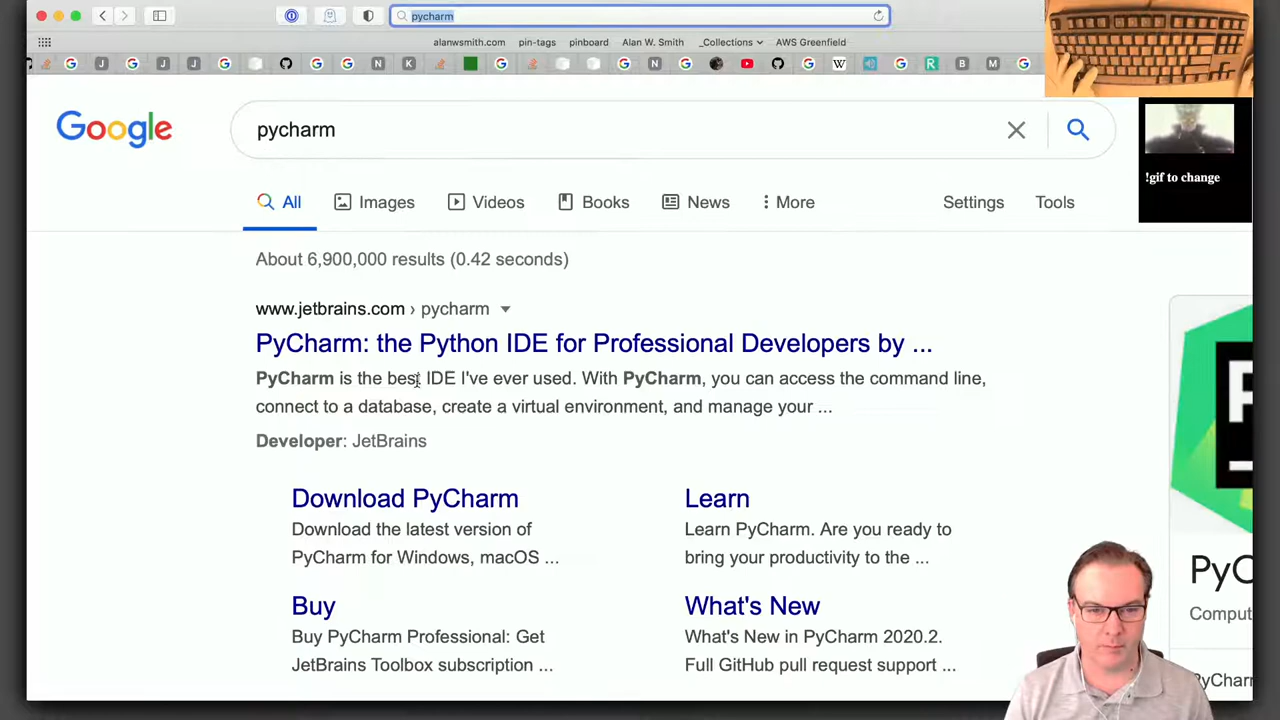 pycharm
alanwsmith.com pin-tags pinboard Alan W. Smith _Collections AWS Greenfield
Google
pycharm
!gif to change
All Images Videos Books News More Settings Tools
About 6,900,000 results (0.42 seconds)
www.jetbrains.com › pycharm
PyCharm: the Python IDE for Professional Developers by ...
PyCharm is the best IDE I've ever used. With PyCharm, you can access the command line,
connect to a database, create a virtual environment, and manage your ...
Developer: JetBrains
Download PyCharm
Download the latest version of
PyCharm for Windows, macOS ...
Learn
Learn PyCharm. Are you ready to
bring your productivity to the ...
Buy
Buy PyCharm Professional: Get
JetBrains Toolbox subscription ...
What's New
What's New in PyCharm 2020.2.
Full GitHub pull request support ...
PyC
Compute
PyCharm